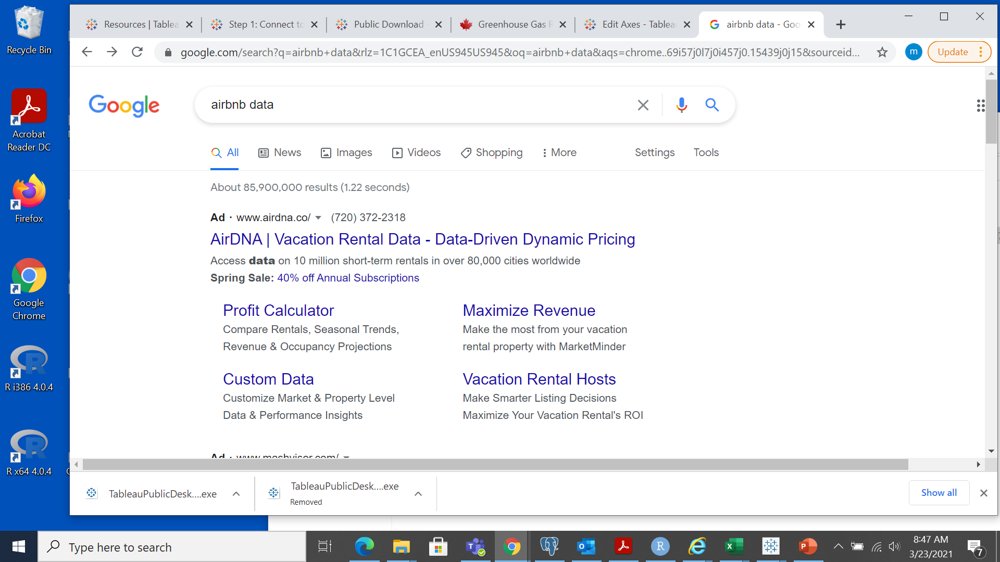 Recycle Bin
Acrobat
Reader DC
Firefox
Google
Chrome
R i386 4.0.4
R x64 4.0.4
Resources | Tablea
Step 1: Connect to
Public Download
Greenhouse Gas R
Edit Axes - Tableau
airbnb data - Goo
google.com/search?q=airbnb+data&rlz=1C1GCEA_enUS945US945&oq=airbnb+data&aqs=chrome..69i57j0l7j0i457j0.15439j0j15&sourceid...
m
Update
Google
airbnb data
All
News
Images
Videos
Shopping
More
Settings
Tools
About 85,900,000 results (1.22 seconds)
Ad · www.airdna.co/ (720) 372-2318
AirDNA | Vacation Rental Data - Data-Driven Dynamic Pricing
Access data on 10 million short-term rentals in over 80,000 cities worldwide
Spring Sale: 40% off Annual Subscriptions
Profit Calculator
Compare Rentals, Seasonal Trends,
Revenue & Occupancy Projections
Maximize Revenue
Make the most from your vacation
rental property with MarketMinder
Custom Data
Customize Market & Property Level
Data & Performance Insights
Vacation Rental Hosts
Make Smarter Listing Decisions
Maximize Your Vacation Rental's ROI
Ad · www.mashvisor.com/
TableauPublicDesk....exe
TableauPublicDesk....exe
Removed
Show all
Type here to search
8:47 AM
3/23/2021
7